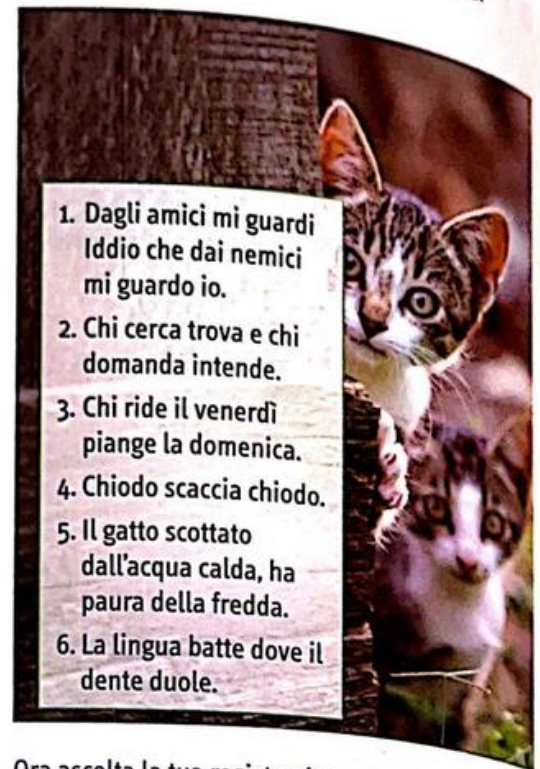 1. Dagli amici mi guardi
Iddio che dai nemici
mi guardo io.
2. Chi cerca trova e chi
domanda intende.
3. Chi ride il venerdì
piange la domenica.
4. Chiodo scaccia chiodo.
5. Il gatto scottato
dall'acqua calda, ha
paura della fredda.
6. La lingua batte dove il
dente duole.